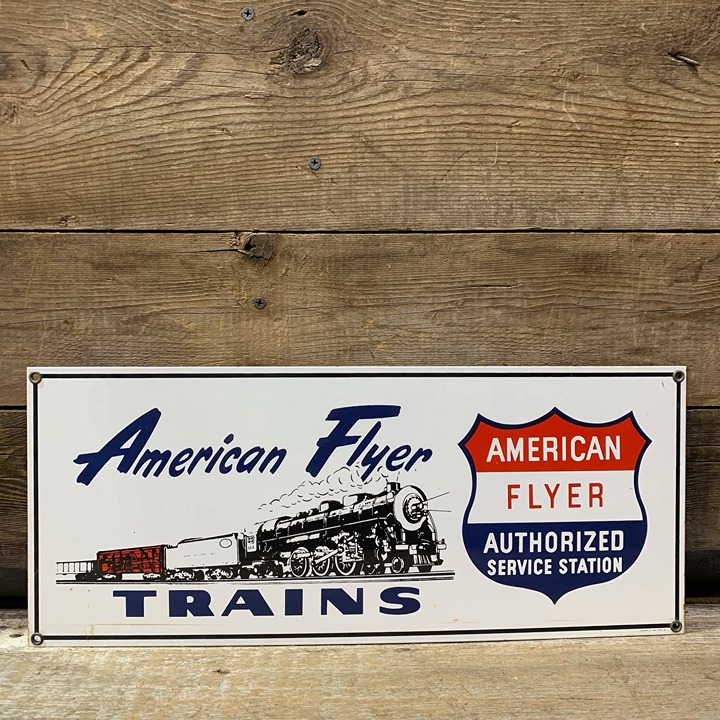 American Flyer
TRAINS
AMERICAN
FLYER
AUTHORIZED
SERVICE STATION